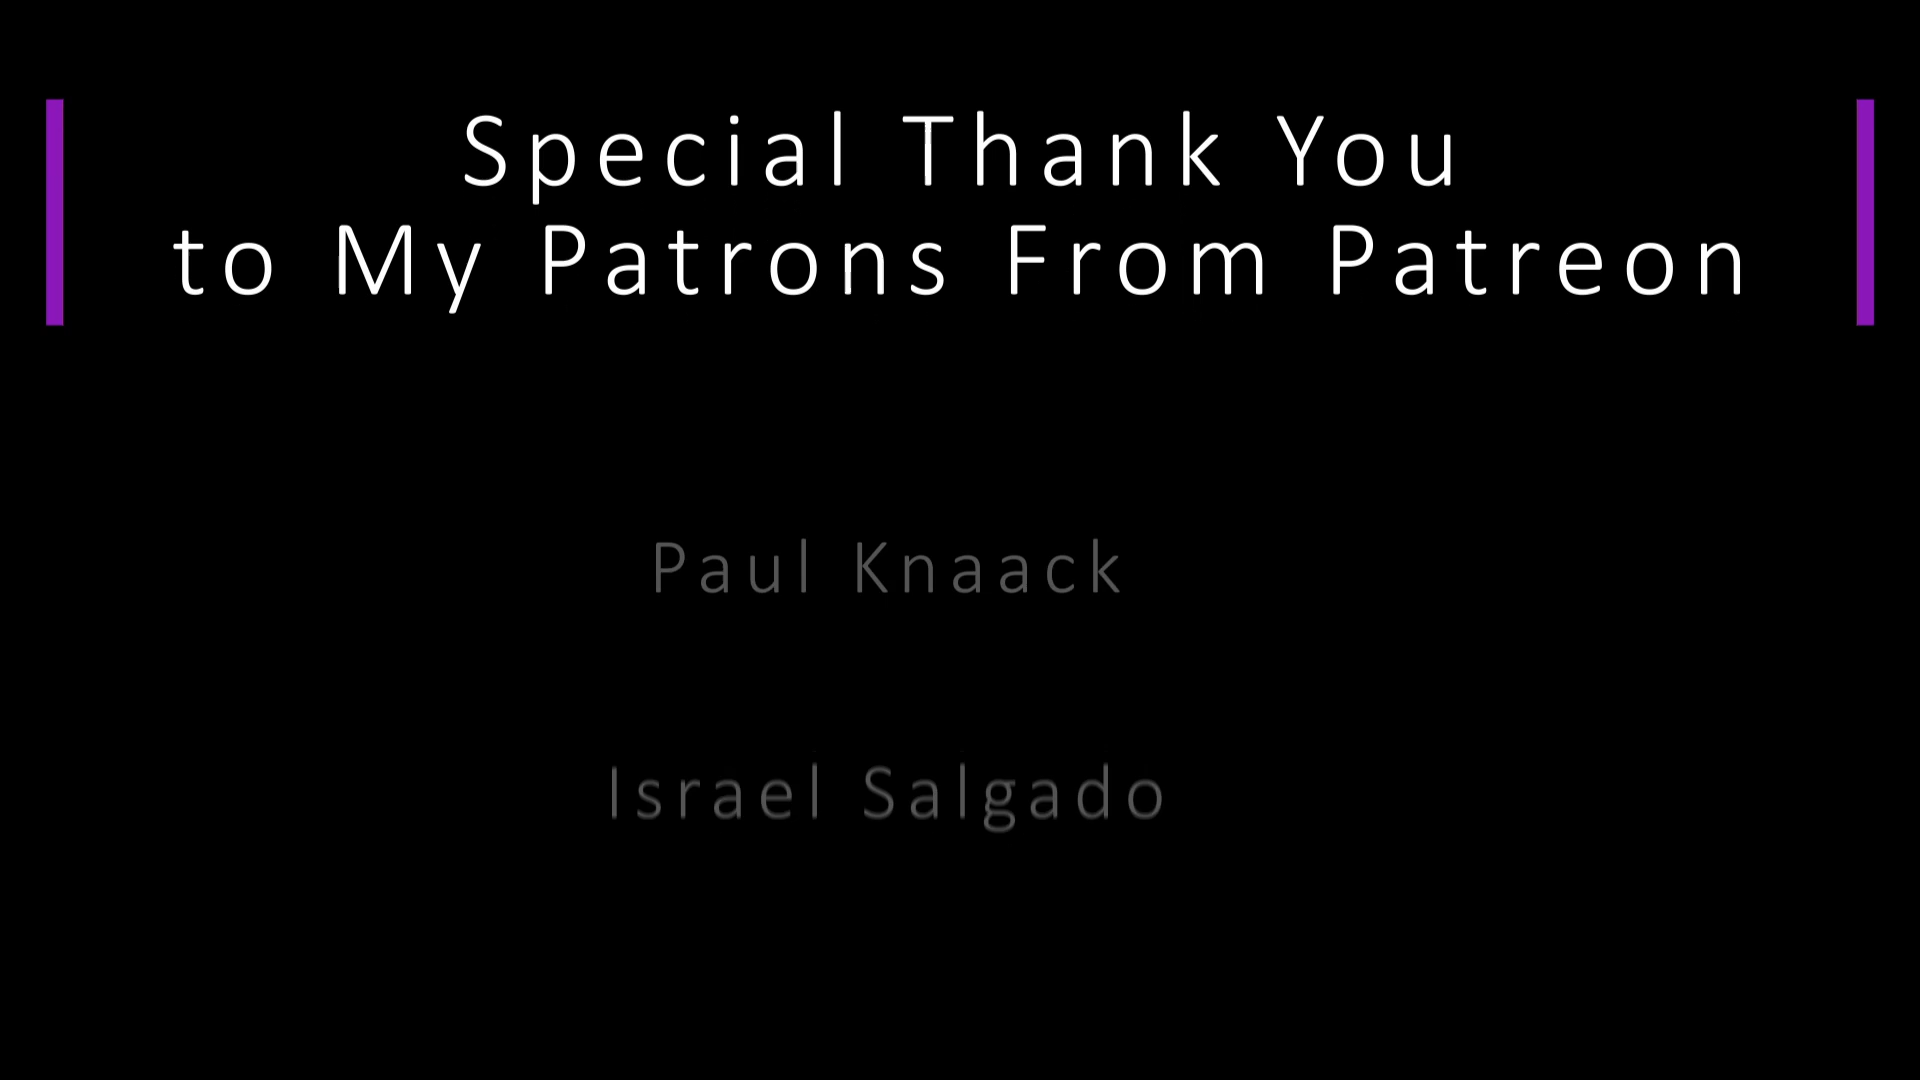 Special Thank You
to My Patrons From Patreon
Paul Knaack
Israel Salgado